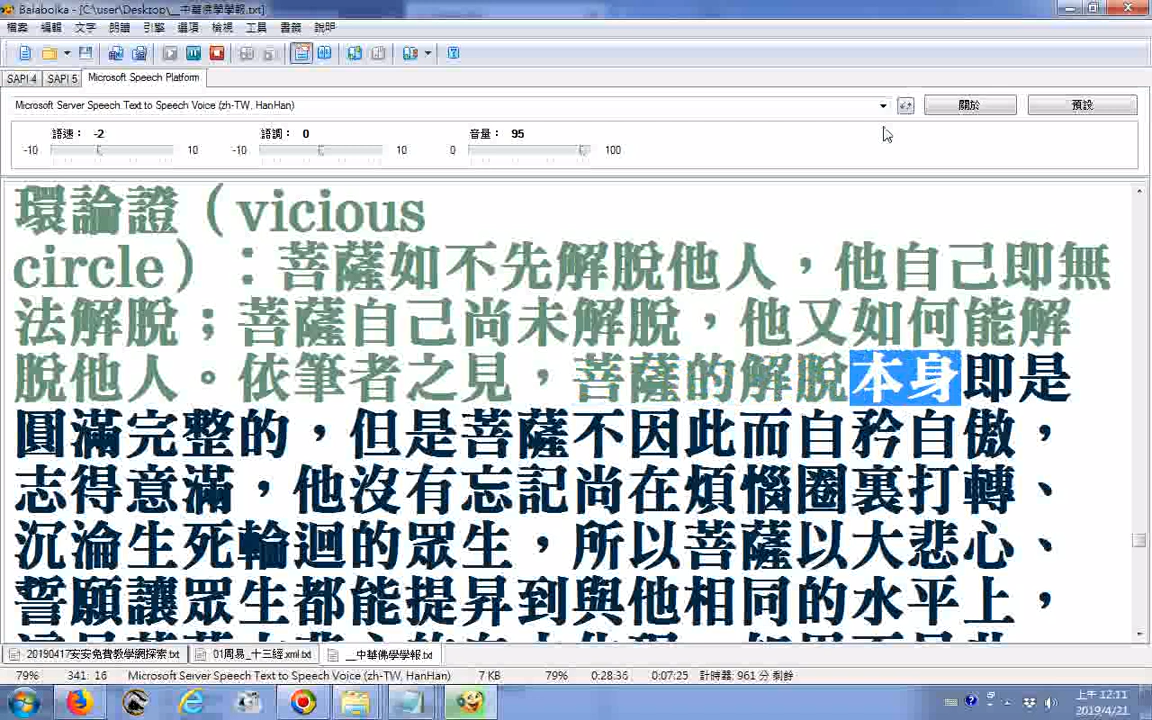 Balabolka - [C:\user\Desktop\__中華佛學學報.txt]
檔案 編輯 文字 朗讀 引擎 選項 檢視 工具 書籤 說明
SAPI 4 SAPI 5 Microsoft Speech Platform
Microsoft Server Speech Text to Speech Voice (zh-TW, HanHan) 關於 預設
語速： -2 語調： 0 音量： 95
-10 10 -10 10 0 100
環論證（vicious
circle）：菩薩如不先解脫他人，他自己即無
法解脫；菩薩自己尚未解脫，他又如何能解
脫他人。依筆者之見，菩薩的解脫本身即是
圓滿完整的，但是菩薩不因此而自矜自傲，
志得意滿，他沒有忘記尚在煩惱圈裏打轉、
沉淪生死輪迴的眾生，所以菩薩以大悲心、
誓願讓眾生都能提昇到與他相同的水平上，
20190417安安免費教學網探索.txt 01周易_十三經.xml.txt __中華佛學學報.txt
79% 341: 16 Microsoft Server Speech Text to Speech Voice (zh-TW, HanHan) 7 KB 79% 0:28:36 0:07:25 計時器: 961 分 剩餘
上午 12:11
2019/4/21